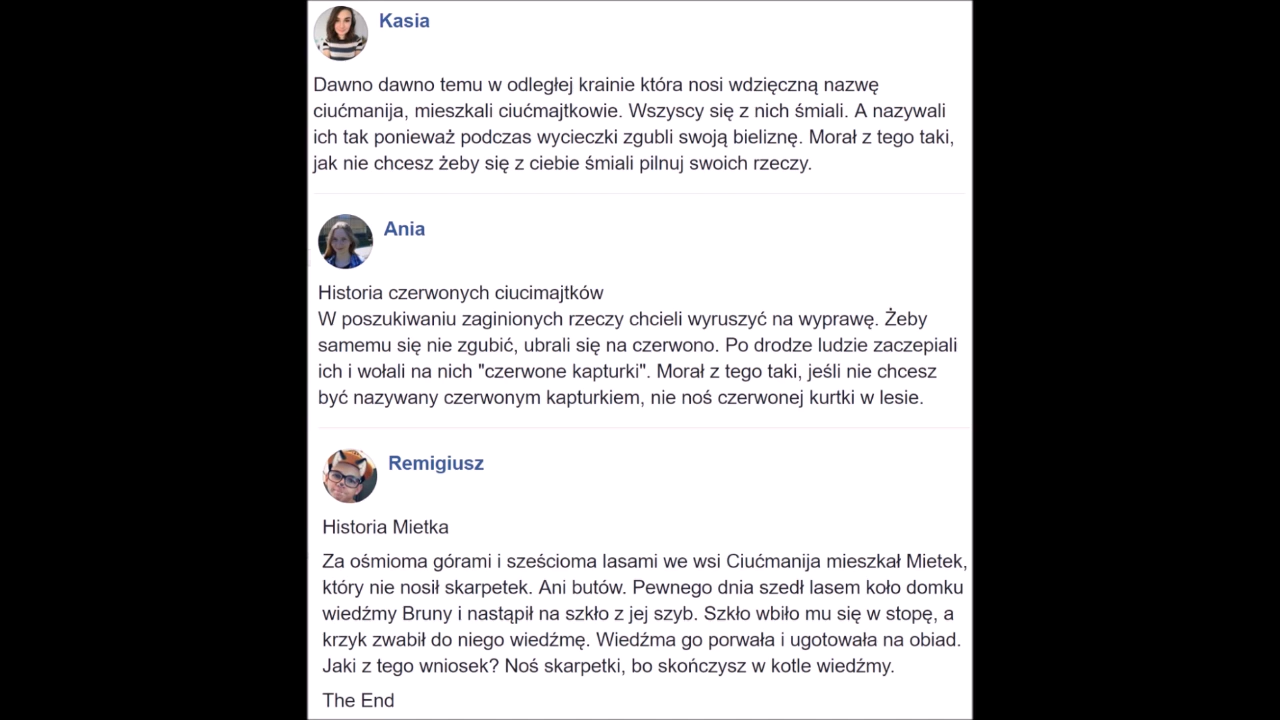 Kasia
Dawno dawno temu w odległej krainie która nosi wdzięczną nazwę
ciućmanija, mieszkali ciućmajtkowie. Wszyscy się z nich śmiali. A nazywali
ich tak ponieważ podczas wycieczki zgubli swoją bieliznę. Morał z tego taki,
jak nie chcesz żeby się z ciebie śmiali pilnuj swoich rzeczy.
Ania
Historia czerwonych ciucimajtków
W poszukiwaniu zaginionych rzeczy chcieli wyruszyć na wyprawę. Żeby
samemu się nie zgubić, ubrali się na czerwono. Po drodze ludzie zaczepiali
ich i wołali na nich "czerwone kapturki". Morał z tego taki, jeśli nie chcesz
być nazywany czerwonym kapturkiem, nie noś czerwonej kurtki w lesie.
Remigiusz
Historia Mietka
Za ośmioma górami i sześcioma lasami we wsi Ciućmanija mieszkał Mietek,
który nie nosił skarpetek. Ani butów. Pewnego dnia szedł lasem koło domku
wiedźmy Bruny i nastąpił na szkło z jej szyb. Szkło wbiło mu się w stopę, a
krzyk zwabił do niego wiedźmę. Wiedźma go porwała i ugotowała na obiad.
Jaki z tego wniosek? Noś skarpetki, bo skończysz w kotle wiedźmy.
The End